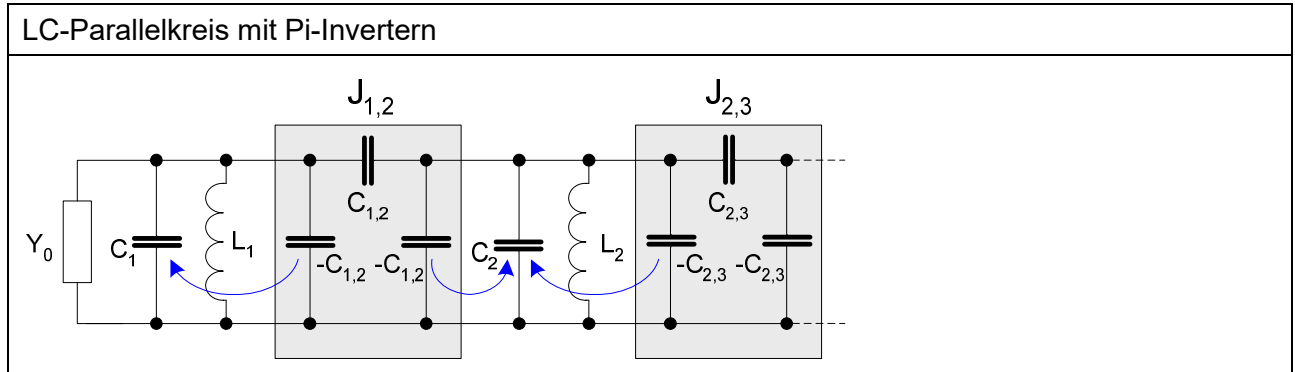 LC-Parallelkreis mit Pi-Invertern
J1,2 J2,3
C1,2 C2,3
Y0 C1 L1 -C1,2 -C1,2 C2 L2 -C2,3 -C2,3